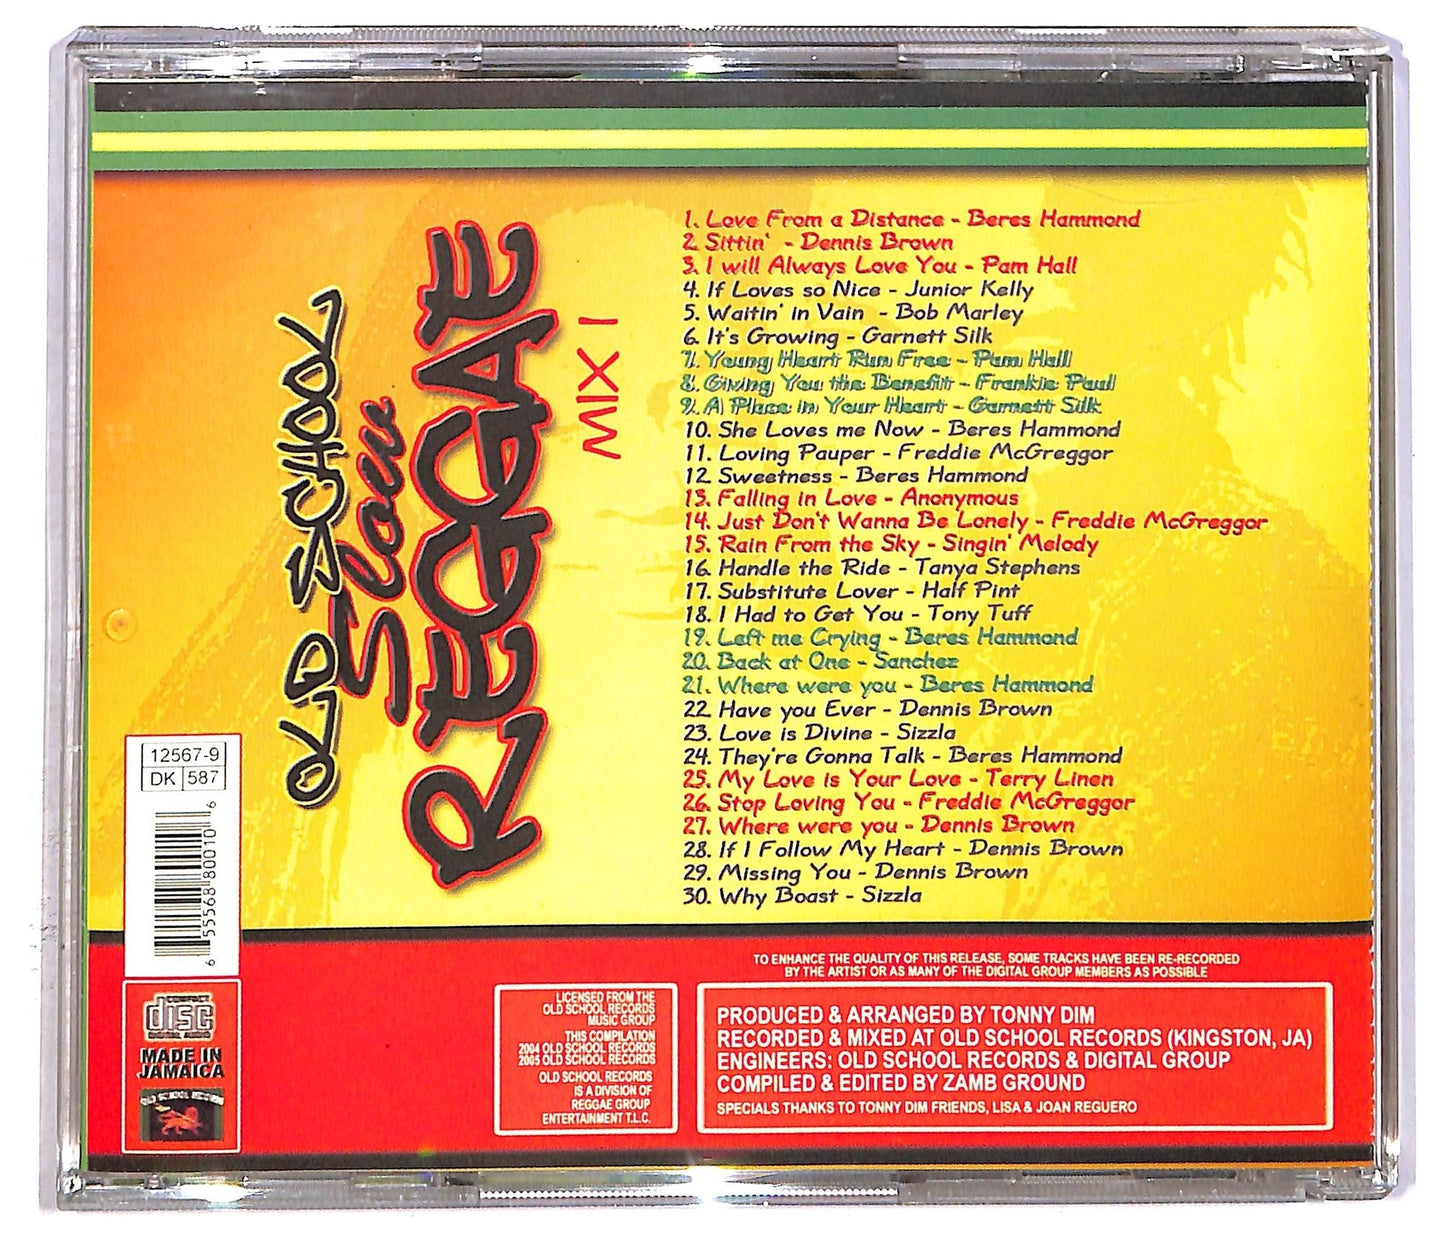 OLD SCHOOL
Slow
REGGAE
MIX I
1. Love From a Distance - Beres Hammond
2. Sittin' - Dennis Brown
3. I will Always Love You - Pam Hall
4. If Loves so Nice - Junior Kelly
5. Waitin' in Vain - Bob Marley
6. It's Growing - Garnett Silk
7. Young Heart Run Free - Pam Hall
8. Giving You the Benefit - Frankie Paul
9. A Place in Your Heart - Garnett Silk
10. She Loves me Now - Beres Hammond
11. Loving Pauper - Freddie McGreggor
12. Sweetness - Beres Hammond
13. Falling in Love - Anonymous
14. Just Don't Wanna Be Lonely - Freddie McGreggor
15. Rain From the Sky - Singin' Melody
16. Handle the Ride - Tanya Stephens
17. Substitute Lover - Half Pint
18. I Had to Get You - Tony Tuff
19. Left me Crying - Beres Hammond
20. Back at One - Sanchez
21. Where were you - Beres Hammond
22. Have you Ever - Dennis Brown
23. Love is Divine - Sizzla
24. They're Gonna Talk - Beres Hammond
25. My Love is Your Love - Terry Linen
26. Stop Loving You - Freddie McGreggor
27. Where were you - Dennis Brown
28. If I Follow My Heart - Dennis Brown
29. Missing You - Dennis Brown
30. Why Boast - Sizzla
12567-9
DK 587
6 55568 80010 6
COMPACT
disc
DIGITAL AUDIO
MADE IN
JAMAICA
OLD SCHOOL RECORDS
LICENSED FROM THE
OLD SCHOOL RECORDS
MUSIC GROUP
THIS COMPILATION
2004 OLD SCHOOL RECORDS
2005 OLD SCHOOL RECORDS
OLD SCHOOL RECORDS
IS A DIVISION OF
REGGAE GROUP
ENTERTAINMENT T.L.C.
TO ENHANCE THE QUALITY OF THIS RELEASE, SOME TRACKS HAVE BEEN RE-RECORDED
BY THE ARTIST OR AS MANY OF THE DIGITAL GROUP MEMBERS AS POSSIBLE
PRODUCED & ARRANGED BY TONNY DIM
RECORDED & MIXED AT OLD SCHOOL RECORDS (KINGSTON, JA)
ENGINEERS: OLD SCHOOL RECORDS & DIGITAL GROUP
COMPILED & EDITED BY ZAMB GROUND
SPECIALS THANKS TO TONNY DIM FRIENDS, LISA & JOAN REGUERO